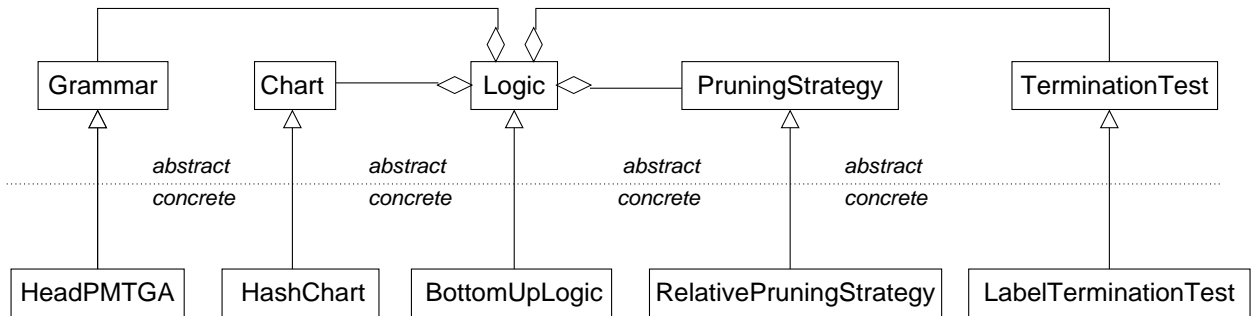 Grammar
Chart
Logic
PruningStrategy
TerminationTest
abstract abstract abstract abstract
concrete concrete concrete concrete
HeadPMTGA
HashChart
BottomUpLogic
RelativePruningStrategy
LabelTerminationTest